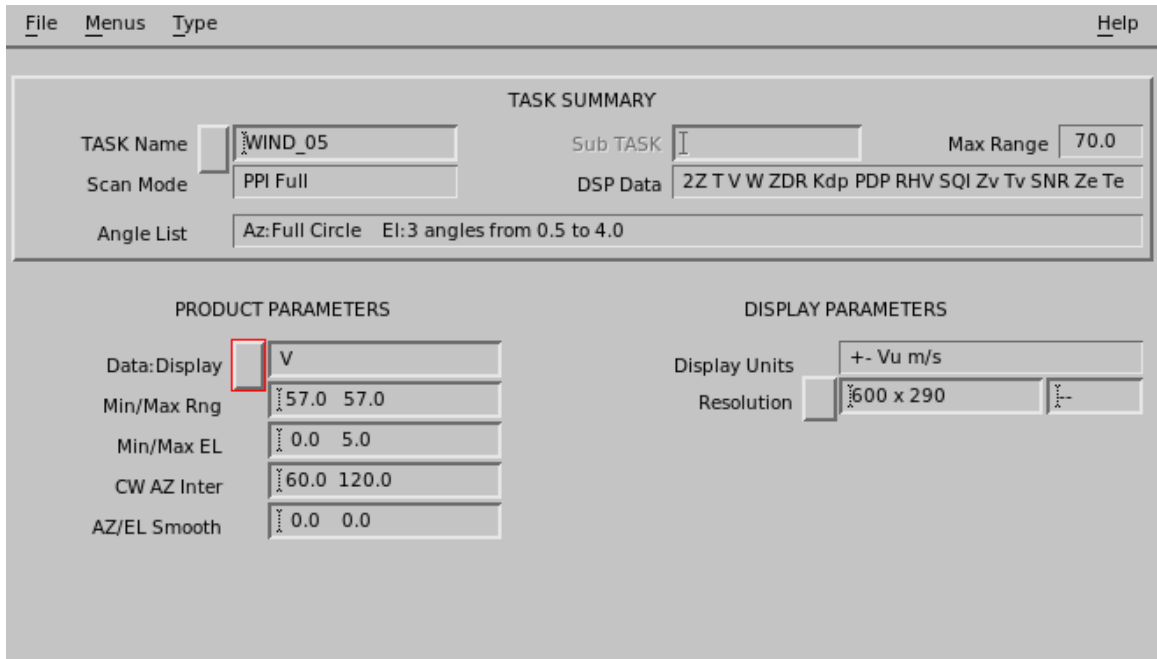 File Menus Type Help
TASK SUMMARY
TASK Name WIND_05 Sub TASK Max Range 70.0
Scan Mode PPI Full DSP Data 2Z T V W ZDR Kdp PDP RHV SQI Zv Tv SNR Ze Te
Angle List Az:Full Circle El:3 angles from 0.5 to 4.0
PRODUCT PARAMETERS DISPLAY PARAMETERS
Data:Display V Display Units +- Vu m/s
Min/Max Rng 57.0 57.0 Resolution 600 x 290 --
Min/Max EL 0.0 5.0
CW AZ Inter 60.0 120.0
AZ/EL Smooth 0.0 0.0